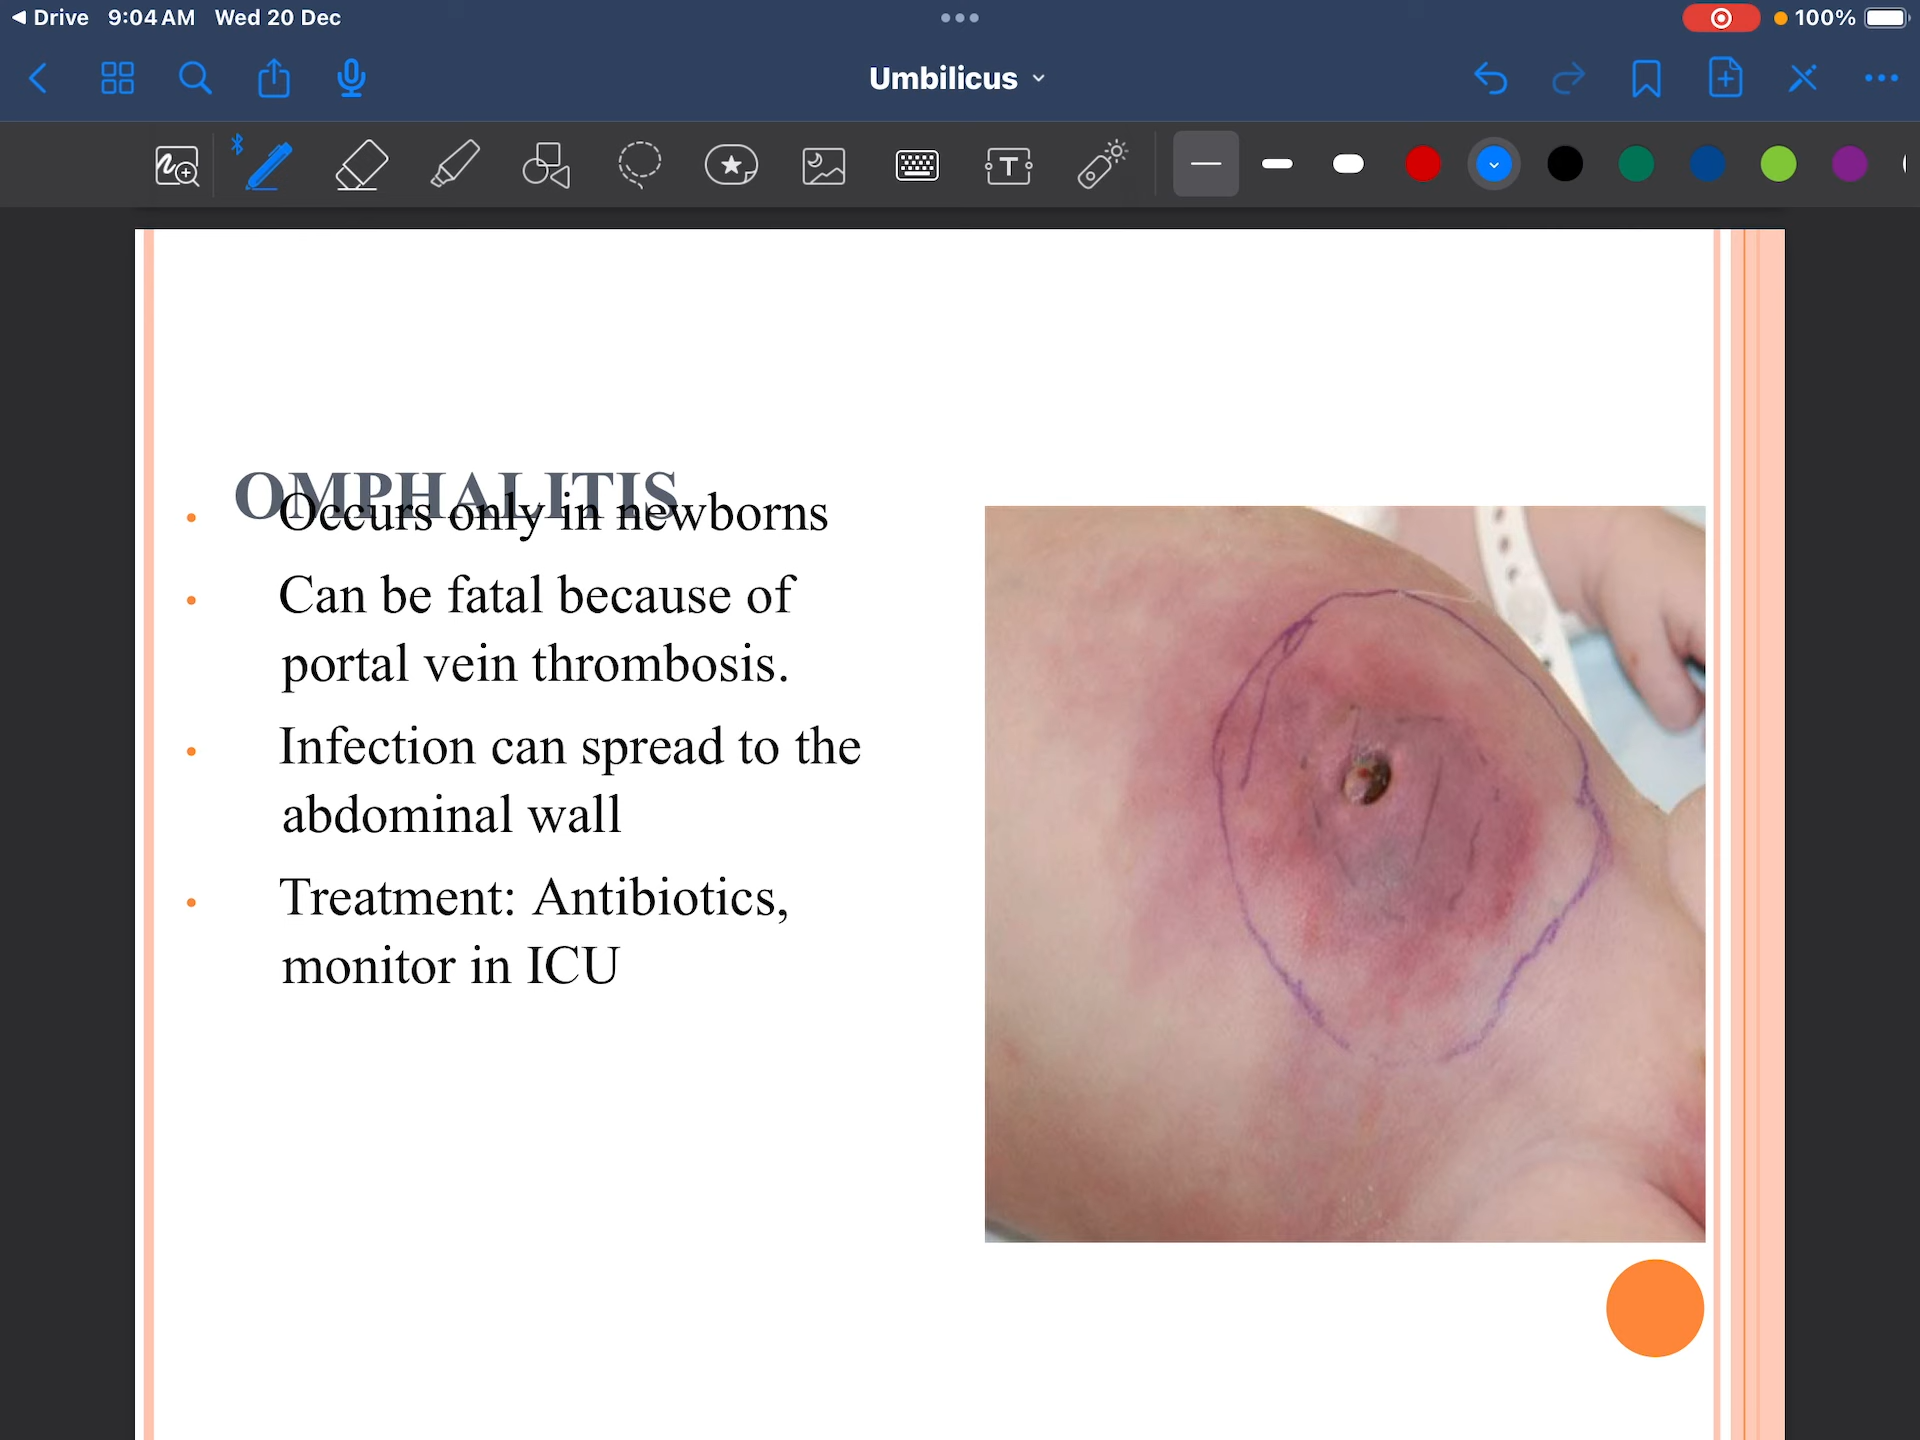 Drive 9:04 AM Wed 20 Dec
100%
Umbilicus
T
OMPHALITIS
• Occurs only in newborns
• Can be fatal because of
portal vein thrombosis.
• Infection can spread to the
abdominal wall
• Treatment: Antibiotics,
monitor in ICU